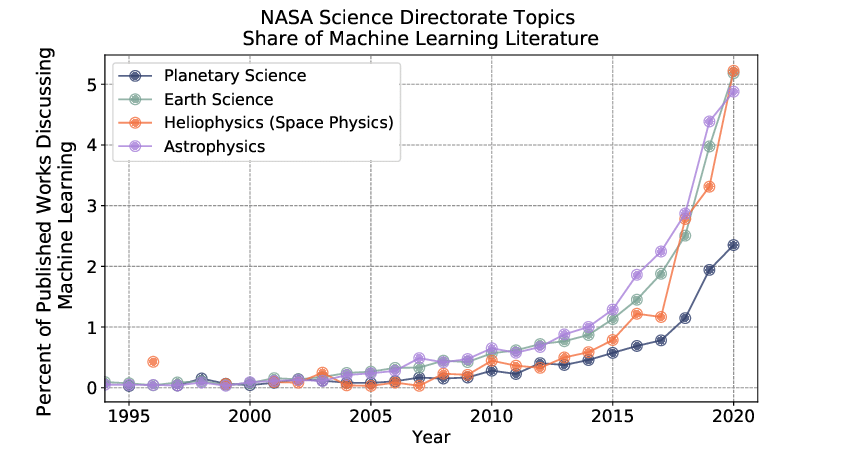 NASA Science Directorate Topics
Share of Machine Learning Literature
Percent of Published Works Discussing
Machine Learning
5
4
3
2
1
0
Planetary Science
Earth Science
Heliophysics (Space Physics)
Astrophysics
1995 2000 2005 2010 2015 2020
Year